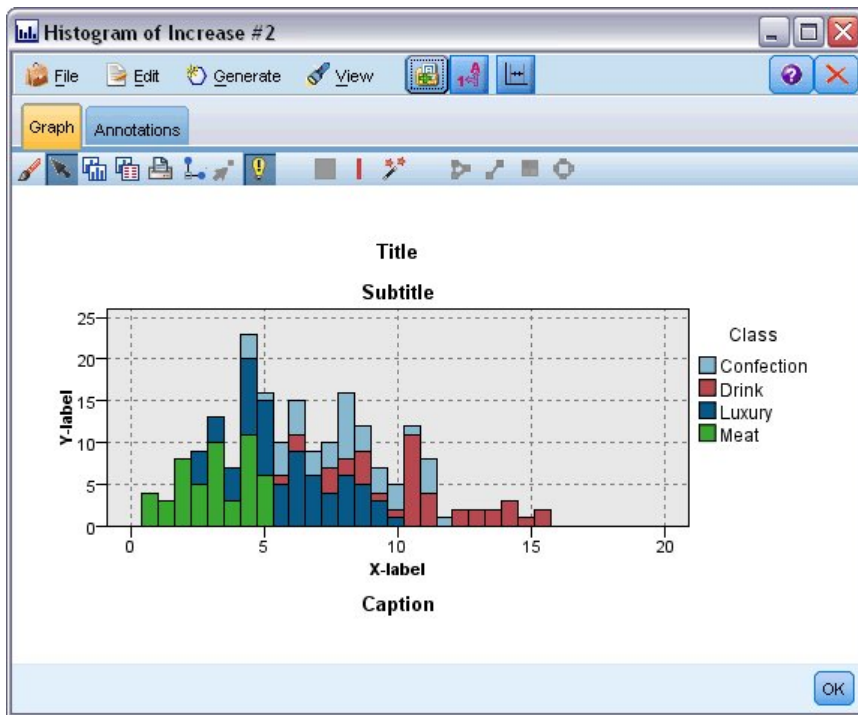 Histogram of Increase #2
File Edit Generate View
Graph Annotations
Title
Subtitle
25
20
15
10
5
0
Y-label
0 5 10 15 20
X-label
Caption
Class
Confection
Drink
Luxury
Meat
OK